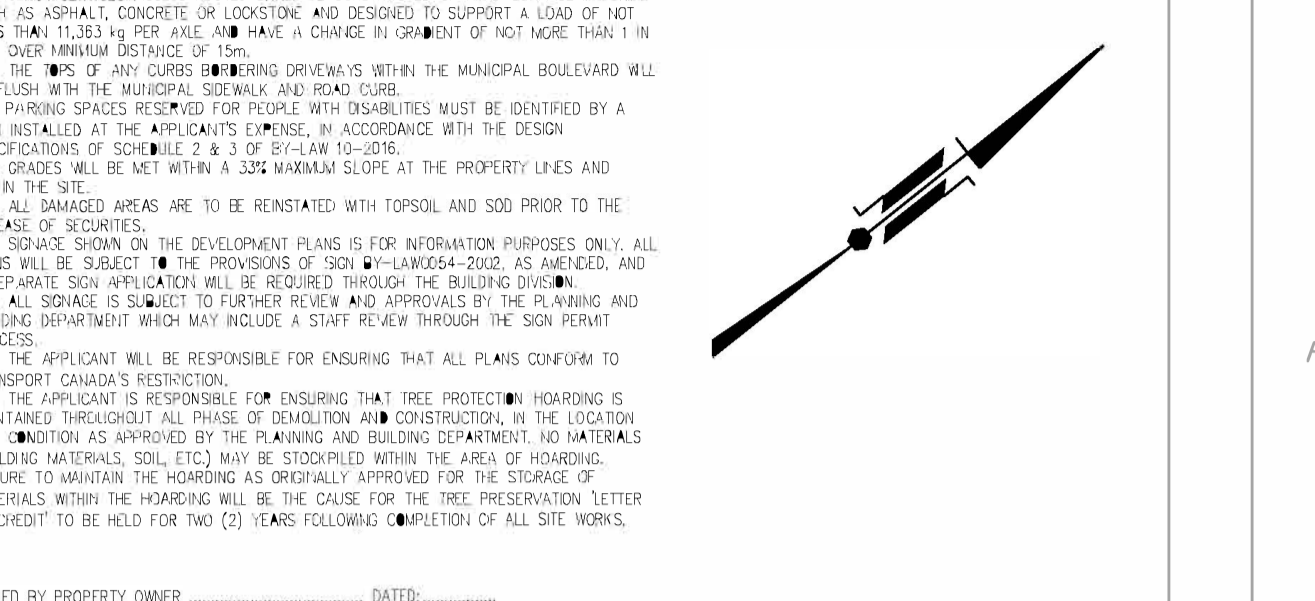 H AS ASPHALT, CONCRETE OR LOCKSTONE AND DESIGNED TO SUPPORT A LOAD OF NOT
S THAN 11,363 kg PER AXLE AND HAVE A CHANGE IN GRADIENT OF NOT MORE THAN 1 IN
OVER MINIMUM DISTANCE OF 15m.
THE TOPS OF ANY CURBS BORDERING DRIVEWAYS WITHIN THE MUNICIPAL BOULEVARD WILL
FLUSH WITH THE MUNICIPAL SIDEWALK AND ROAD CURB.
PARKING SPACES RESERVED FOR PEOPLE WITH DISABILITIES MUST BE IDENTIFIED BY A
INSTALLED AT THE APPLICANT'S EXPENSE, IN ACCORDANCE WITH THE DESIGN
CIFICATIONS OF SCHEDULE 2 & 3 OF BY-LAW 10-2016.
GRADES WILL BE MET WITHIN A 33% MAXIMUM SLOPE AT THE PROPERTY LINES AND
IN THE SITE.
ALL DAMAGED AREAS ARE TO BE REINSTATED WITH TOPSOIL AND SOD PRIOR TO THE
EASE OF SECURITIES.
SIGNAGE SHOWN ON THE DEVELOPMENT PLANS IS FOR INFORMATION PURPOSES ONLY. ALL
NS WILL BE SUBJECT TO THE PROVISIONS OF SIGN BY-LAW0054-2002, AS AMENDED, AND
EPARATE SIGN APPLICATION WILL BE REQUIRED THROUGH THE BUILDING DIVISION.
ALL SIGNAGE IS SUBJECT TO FURTHER REVIEW AND APPROVALS BY THE PLANNING AND
DING DEPARTMENT WHICH MAY INCLUDE A STAFF REVIEW THROUGH THE SIGN PERMIT
CESS.
THE APPLICANT WILL BE RESPONSIBLE FOR ENSURING THAT ALL PLANS CONFORM TO
NSPORT CANADA'S RESTRICTION.
THE APPLICANT IS RESPONSIBLE FOR ENSURING THAT TREE PROTECTION HOARDING IS
NTAINED THROUGHOUT ALL PHASE OF DEMOLITION AND CONSTRUCTION, IN THE LOCATION
CONDITION AS APPROVED BY THE PLANNING AND BUILDING DEPARTMENT. NO MATERIALS
LDING MATERIALS, SOIL, ETC.) MAY BE STOCKPILED WITHIN THE AREA OF HOARDING.
URE TO MAINTAIN THE HOARDING AS ORIGINALLY APPROVED FOR THE STORAGE OF
ERIALS WITHIN THE HOARDING WILL BE THE CAUSE FOR THE TREE PRESERVATION 'LETTER
CREDIT' TO BE HELD FOR TWO (2) YEARS FOLLOWING COMPLETION OF ALL SITE WORKS,
ED BY PROPERTY OWNER ........................ DATED:..............